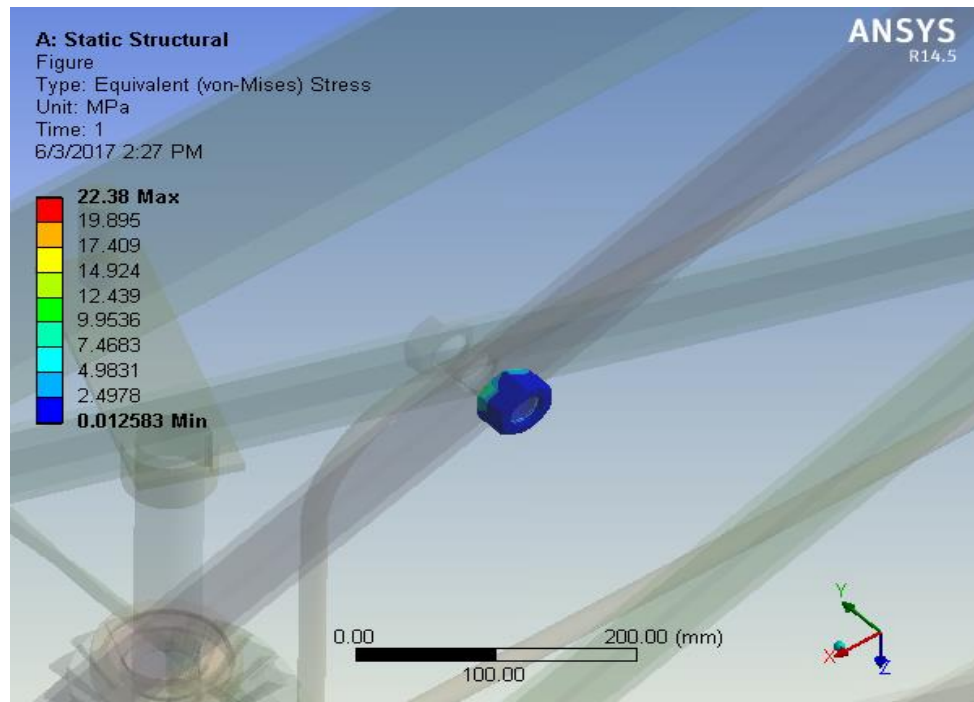 A: Static Structural
Figure
Type: Equivalent (von-Mises) Stress
Unit: MPa
Time: 1
6/3/2017 2:27 PM
ANSYS
R14.5
22.38 Max
19.895
17.409
14.924
12.439
9.9536
7.4683
4.9831
2.4978
0.012583 Min
0.00
200.00 (mm)
100.00
Y
X
Z